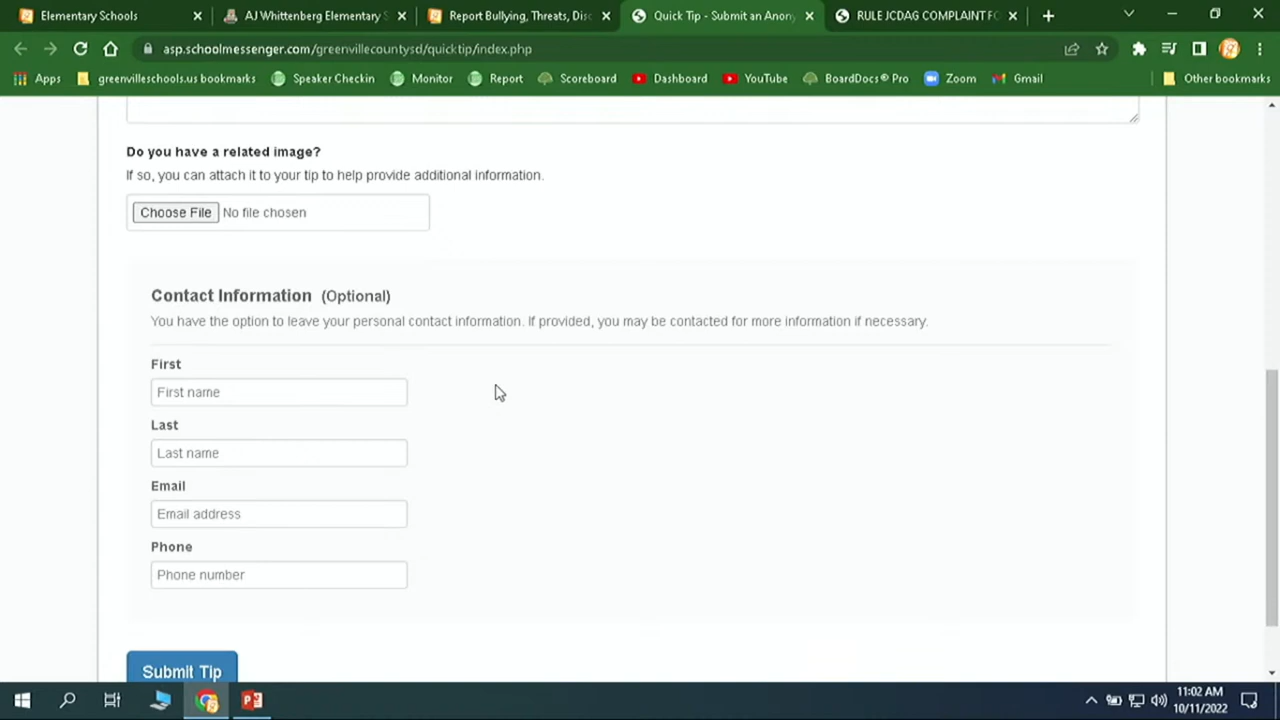 Elementary Schools
AJ Whittenberg Elementary S
Report Bullying, Threats, Disc
Quick Tip - Submit an Anony
RULE JCDAG COMPLAINT FO
asp.schoolmessenger.com/greenvillecountysd/quicktip/index.php
Apps
greenvilleschools.us bookmarks
Speaker Checkin
Monitor
Report
Scoreboard
Dashboard
YouTube
BoardDocs® Pro
Zoom
Gmail
Other bookmarks
Do you have a related image?
If so, you can attach it to your tip to help provide additional information.
Choose File No file chosen
Contact Information (Optional)
You have the option to leave your personal contact information. If provided, you may be contacted for more information if necessary.
First
First name
Last
Last name
Email
Email address
Phone
Phone number
Submit Tip
11:02 AM
10/11/2022